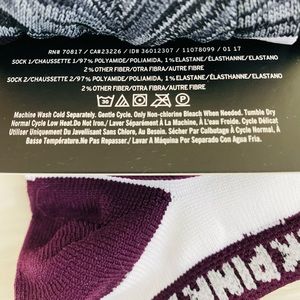 RN# 70817 / CA#23226 / ID# 36012307 / 11078099 / 01 17
SOCK 1/CHAUSSETTE 1/97% POLYAMIDE/POLIAMIDA, 1% ELASTANE/ÉLASTHANNE/ELASTANO
2% OTHER FIBER/OTRA FIBRA/AUTRE FIBRE
SOCK 2/CHAUSSETTE 2/97% POLYAMIDE/POLIAMIDA, 1% ELASTANE/ÉLASTHANNE/ELASTANO
2% OTHER FIBER/OTRA FIBRA/AUTRE FIBRE
Machine Wash Cold Separately. Gentle Cycle. Only Non-chlorine Bleach When Needed. Tumble Dry
Normal Cycle Low Heat.Do Not Iron./ Laver Séparément À La Machine, À L'eau Froide. Cycle Délicat
Utiliser Uniquement Du Javellisant Sans Chlore, Au Besoin. Sécher Par Culbutage À Cycle Normal, À
Basse Température.Ne Pas Repasser./ Lavar A Máquina Por Separado Con Agua Fria.
PINK